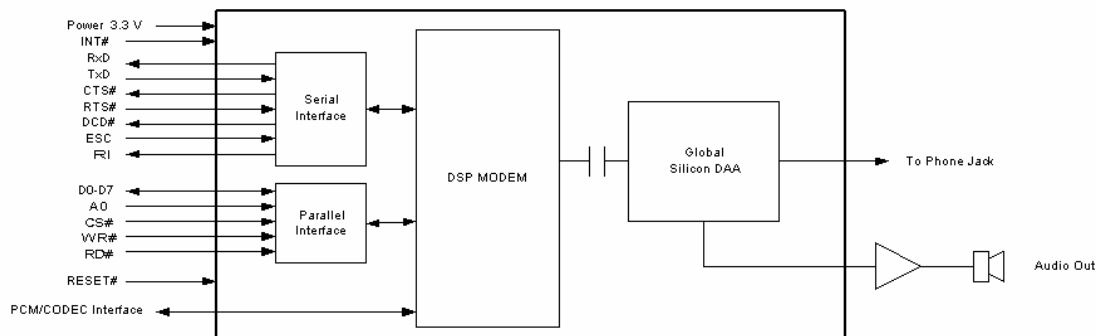 Power 3.3 V
INT#
RxD
TxD
CTS#
RTS#
DCD#
ESC
RI
D0-D7
A0
CS#
WR#
RD#
RESET#
PCM/CODEC Interface
Serial
Interface
Parallel
Interface
DSP MODEM
Global
Silicon DAA
To Phone Jack
Audio Out